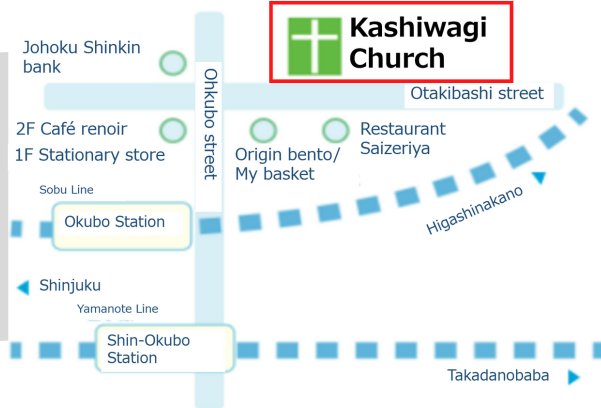 Kashiwagi
Church
Johoku Shinkin
bank
Ohkubo street
Otakibashi street
2F Café renoir
1F Stationary store
Origin bento/
My basket
Restaurant
Saizeriya
Sobu Line
Okubo Station
Higashinakano
Shinjuku
Yamanote Line
Shin-Okubo
Station
Takadanobaba